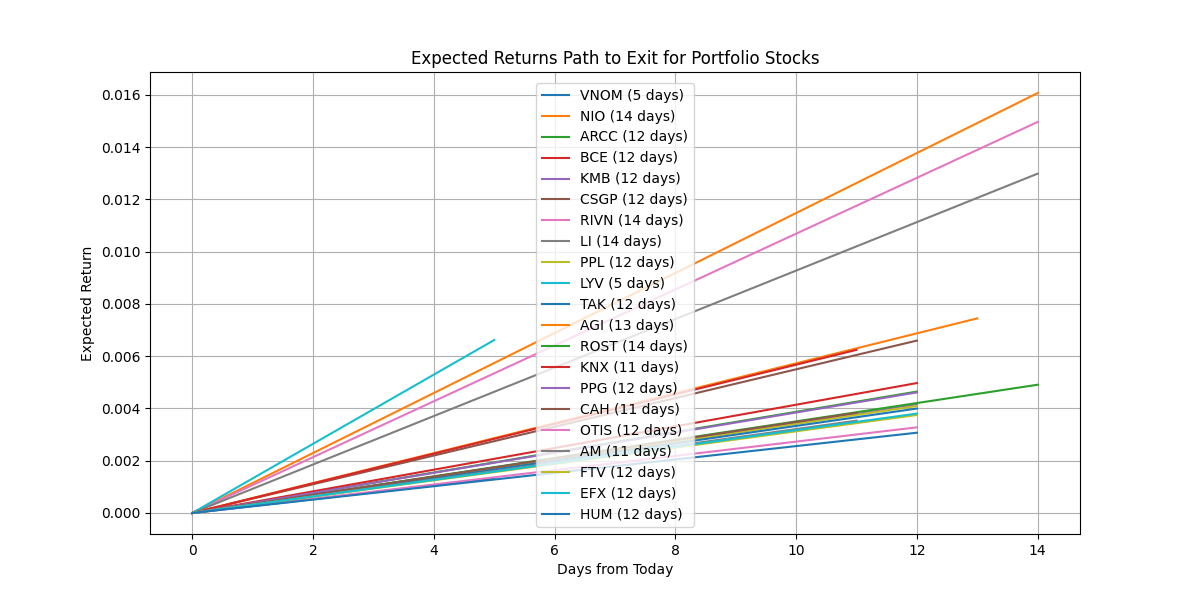 Expected Returns Path to Exit for Portfolio Stocks
Expected Return
0.016
0.014
0.012
0.010
0.008
0.006
0.004
0.002
0.000
VNOM (5 days)
NIO (14 days)
ARCC (12 days)
BCE (12 days)
KMB (12 days)
CSGP (12 days)
RIVN (14 days)
LI (14 days)
PPL (12 days)
LYV (5 days)
TAK (12 days)
AGI (13 days)
ROST (14 days)
KNX (11 days)
PPG (12 days)
CAH (11 days)
OTIS (12 days)
AM (11 days)
FTV (12 days)
EFX (12 days)
HUM (12 days)
0 2 4 6 8 10 12 14
Days from Today